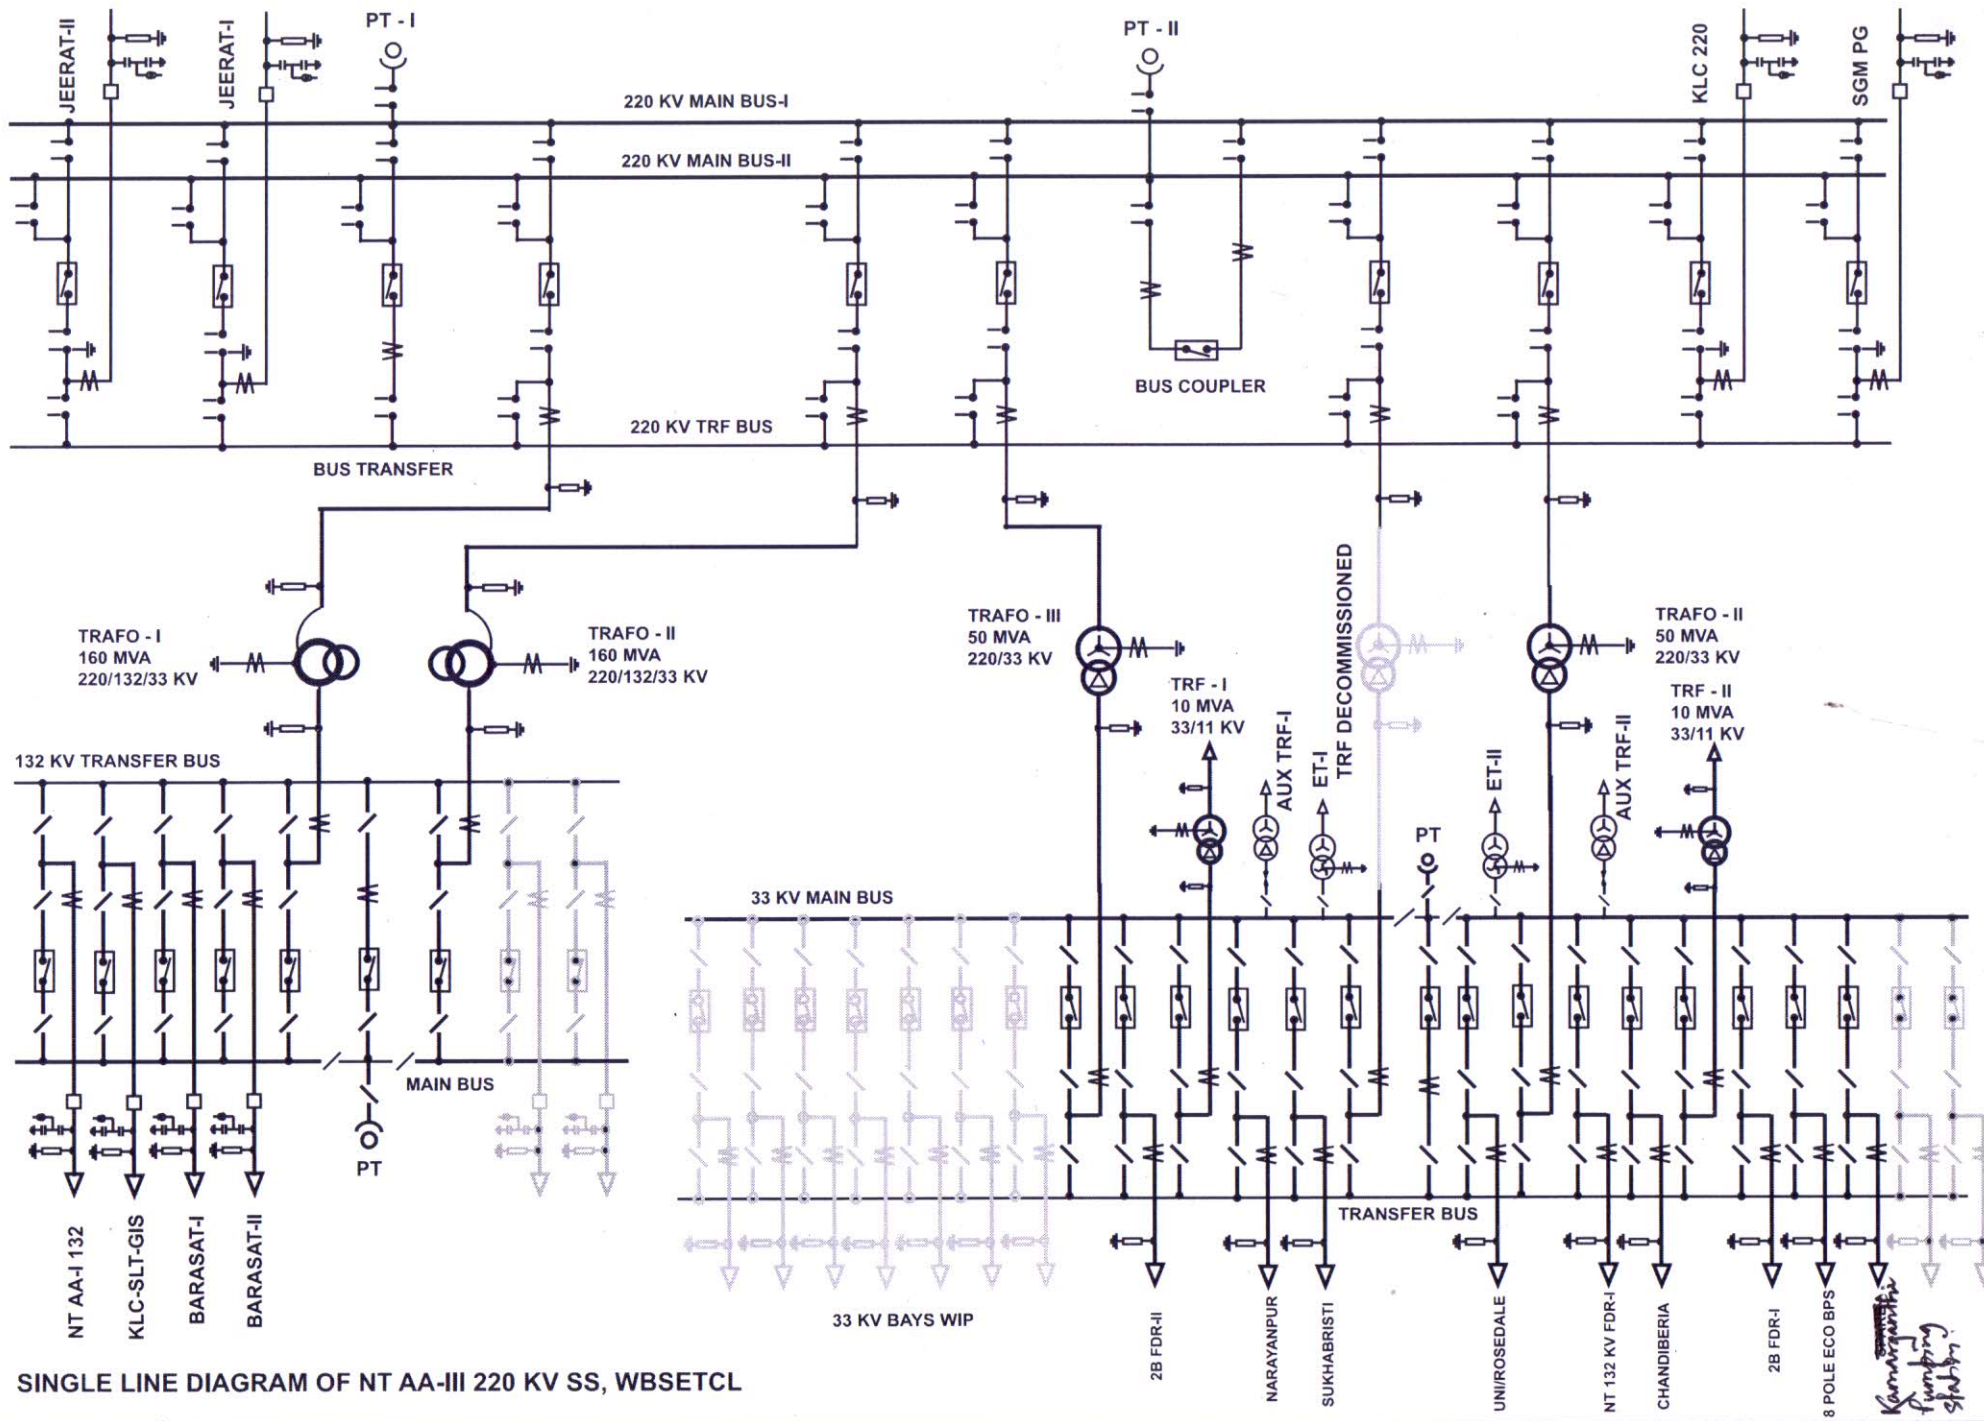 JEERAT-II
JEERAT-I
PT - I
PT - II
KLC 220
SGM PG
220 KV MAIN BUS-I
220 KV MAIN BUS-II
BUS COUPLER
220 KV TRF BUS
BUS TRANSFER
TRAFO - I
160 MVA
220/132/33 KV
TRAFO - II
160 MVA
220/132/33 KV
TRAFO - III
50 MVA
220/33 KV
TRF DECOMMISSIONED
TRAFO - II
50 MVA
220/33 KV
TRF - I
10 MVA
33/11 KV
AUX TRF-I
ET-I
PT
ET-II
AUX TRF-II
TRF - II
10 MVA
33/11 KV
132 KV TRANSFER BUS
33 KV MAIN BUS
MAIN BUS
PT
TRANSFER BUS
NT AA-I 132
KLC-SLT-GIS
BARASAT-I
BARASAT-II
33 KV BAYS WIP
2B FDR-II
NARAYANPUR
SUKHABRISTI
UNI/ROSEDALE
NT 132 KV FDR-I
CHANDIBERIA
2B FDR-I
8 POLE ECO BPS
Pumping
Station.
SINGLE LINE DIAGRAM OF NT AA-III 220 KV SS, WBSETCL